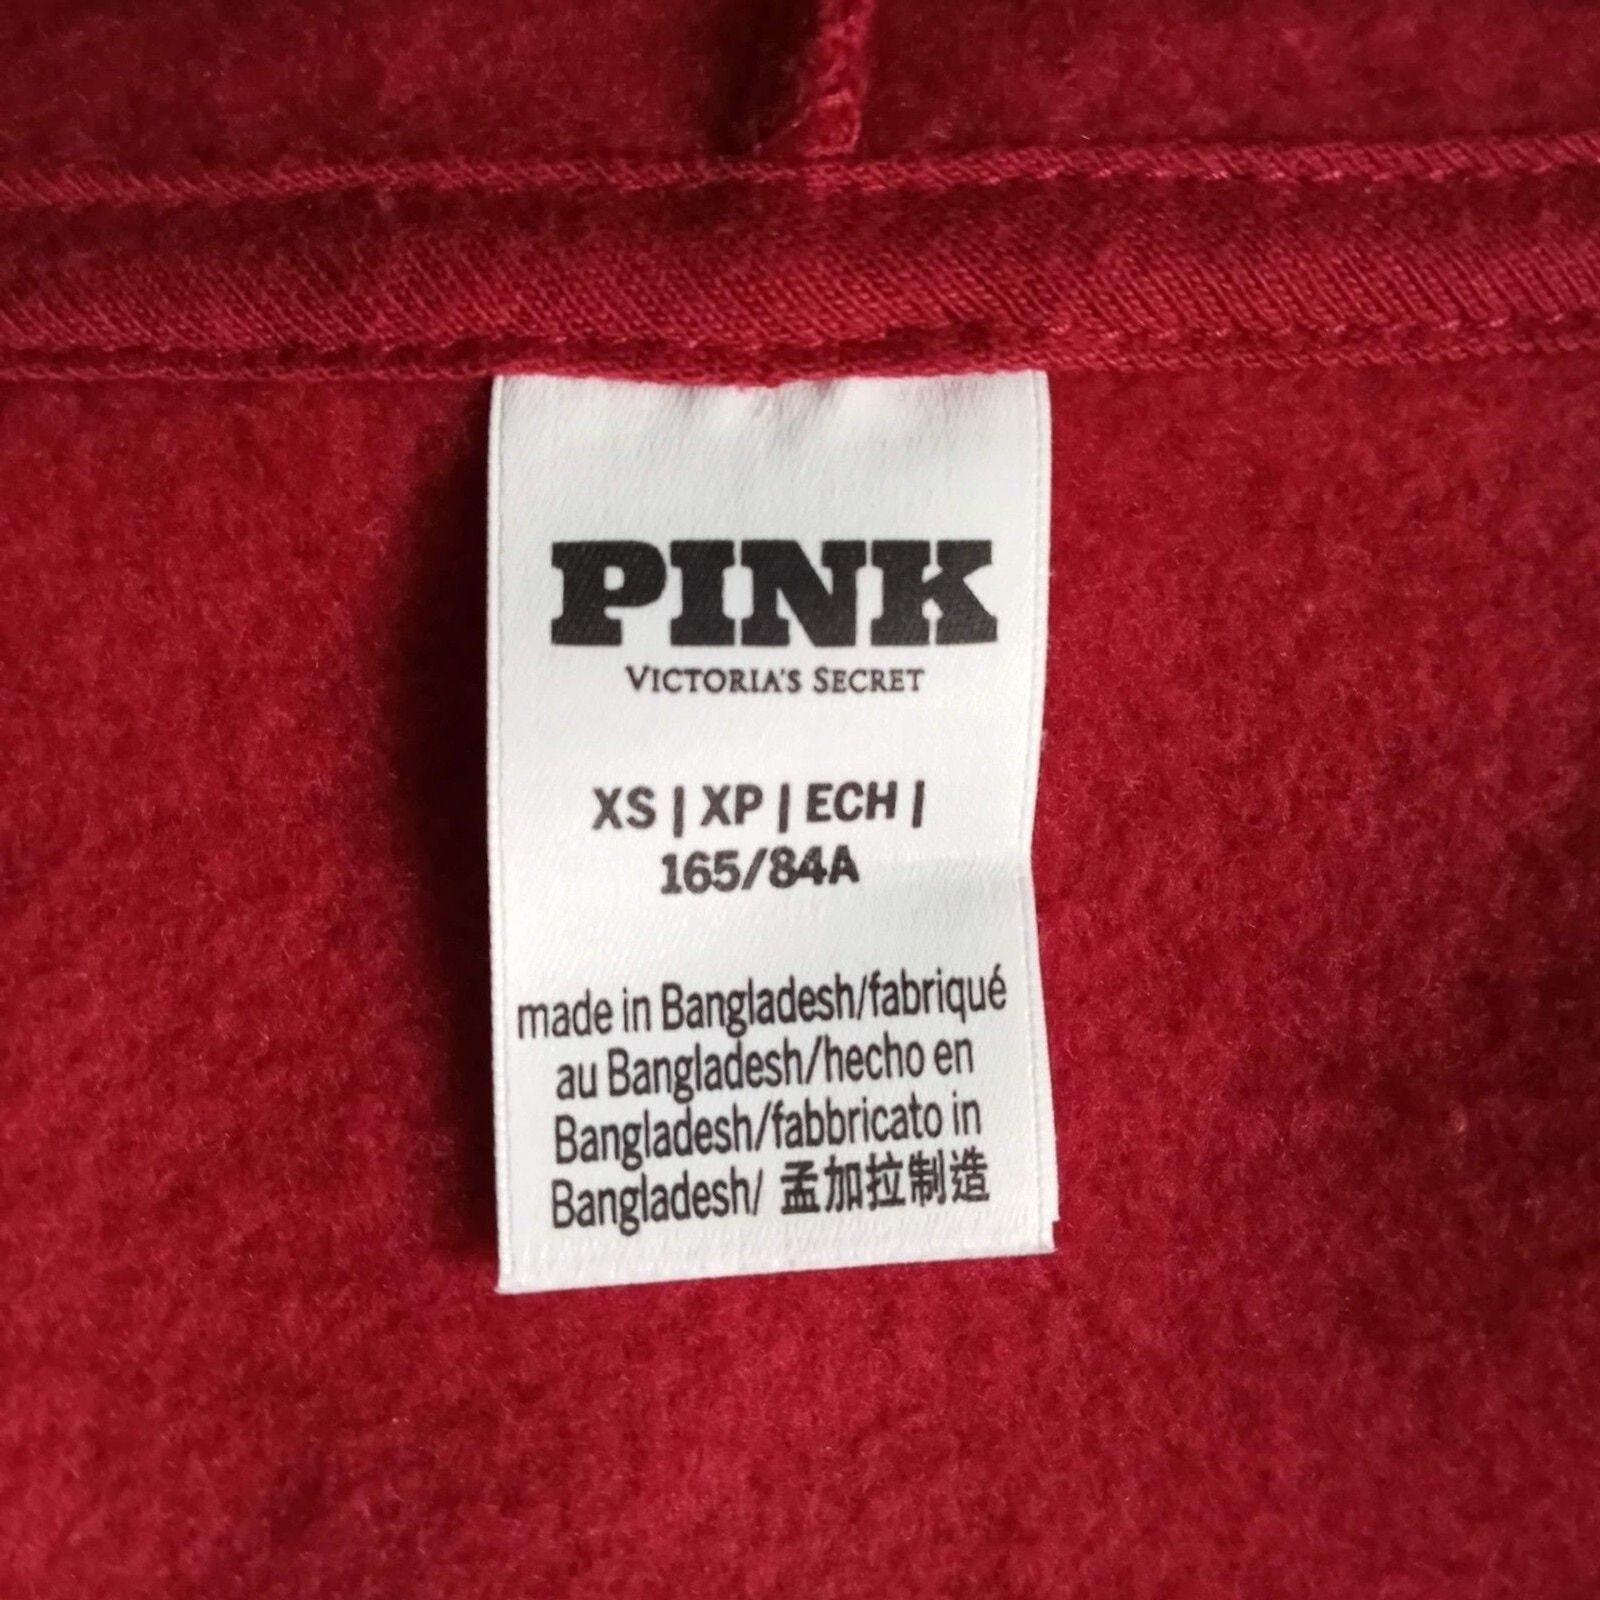 PINK
VICTORIA'S SECRET
XS | XP | ECH |
165/84A
made in Bangladesh/fabriqué
au Bangladesh/hecho en
Bangladesh/fabbricato in
Bangladesh/ 孟加拉制造